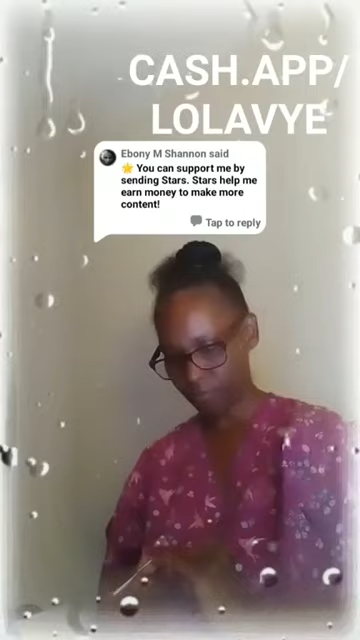 CASH.APP/
LOLAVYE
Ebony M Shannon said
⭐ You can support me by
sending Stars. Stars help me
earn money to make more
content!
Tap to reply